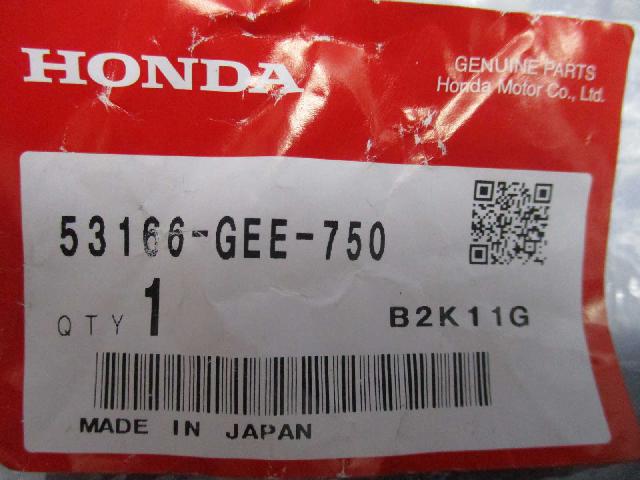 HONDA
GENUINE PARTS
Honda Motor Co., Ltd.
53166-GEE-750
QTY 1
B2K11G
MADE IN JAPAN